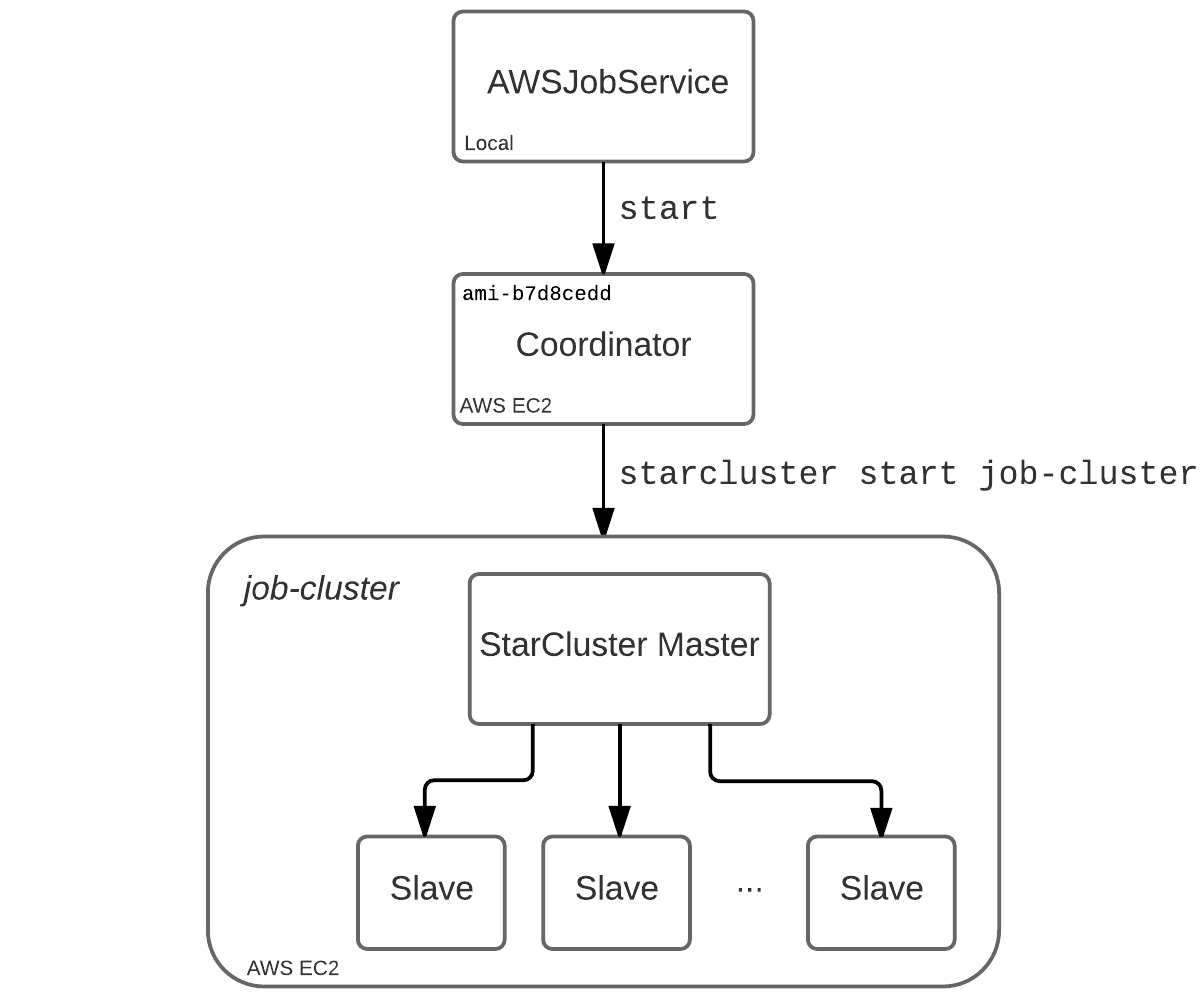 AWSJobService
Local
start
ami-b7d8cedd
Coordinator
AWS EC2
starcluster start job-cluster
job-cluster
StarCluster Master
Slave
Slave
...
Slave
AWS EC2